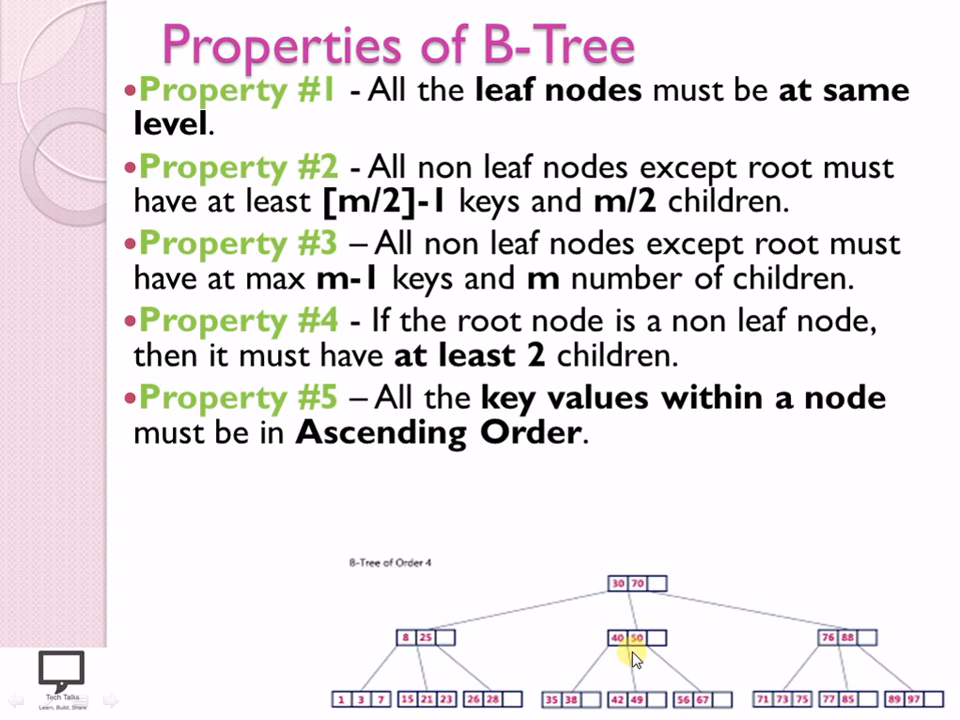 Properties of B-Tree
•Property #1 - All the leaf nodes must be at same
level.
•Property #2 - All non leaf nodes except root must
have at least [m/2]-1 keys and m/2 children.
•Property #3 – All non leaf nodes except root must
have at max m-1 keys and m number of children.
•Property #4 - If the root node is a non leaf node,
then it must have at least 2 children.
•Property #5 – All the key values within a node
must be in Ascending Order.
B-Tree of Order 4
30 70
8 25
40 50
76 88
1 3 7
15 21 23
26 28
35 38
42 49
56 67
71 73 75
77 85
89 97
Tech Talks
Learn, Build, Share